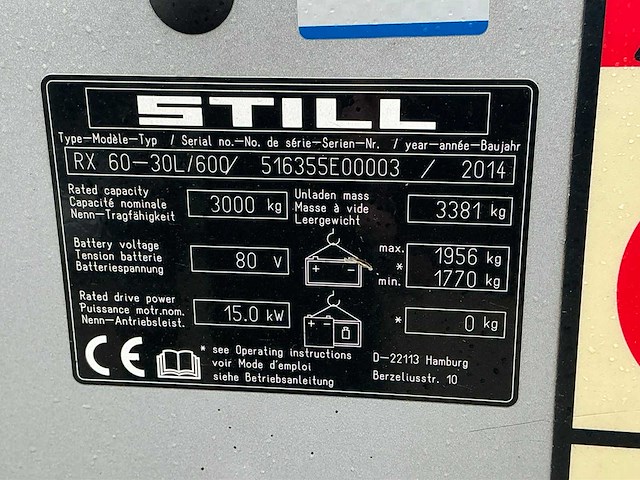 STILL
Type-Modèle-Typ / Serial no.-No. de série-Serien-Nr. / year-année-Baujahr
RX 60-30L/600/ 516355E00003 / 2014
Rated capacity
Capacité nominale
Nenn-Tragfähigkeit
3000 kg
Unladen mass
Masse à vide
Leergewicht
3381 kg
Battery voltage
Tension batterie
Batteriespannung
80 V
max. 1956 kg
*
min. 1770 kg
Rated drive power
Puissance motr.nom.
Nenn-Antriebsleist.
15.0 kW
* 0 kg
CE
* see Operating instructions
voir Mode d'emploi
siehe Betriebsanleitung
D-22113 Hamburg
Berzeliusstr. 10